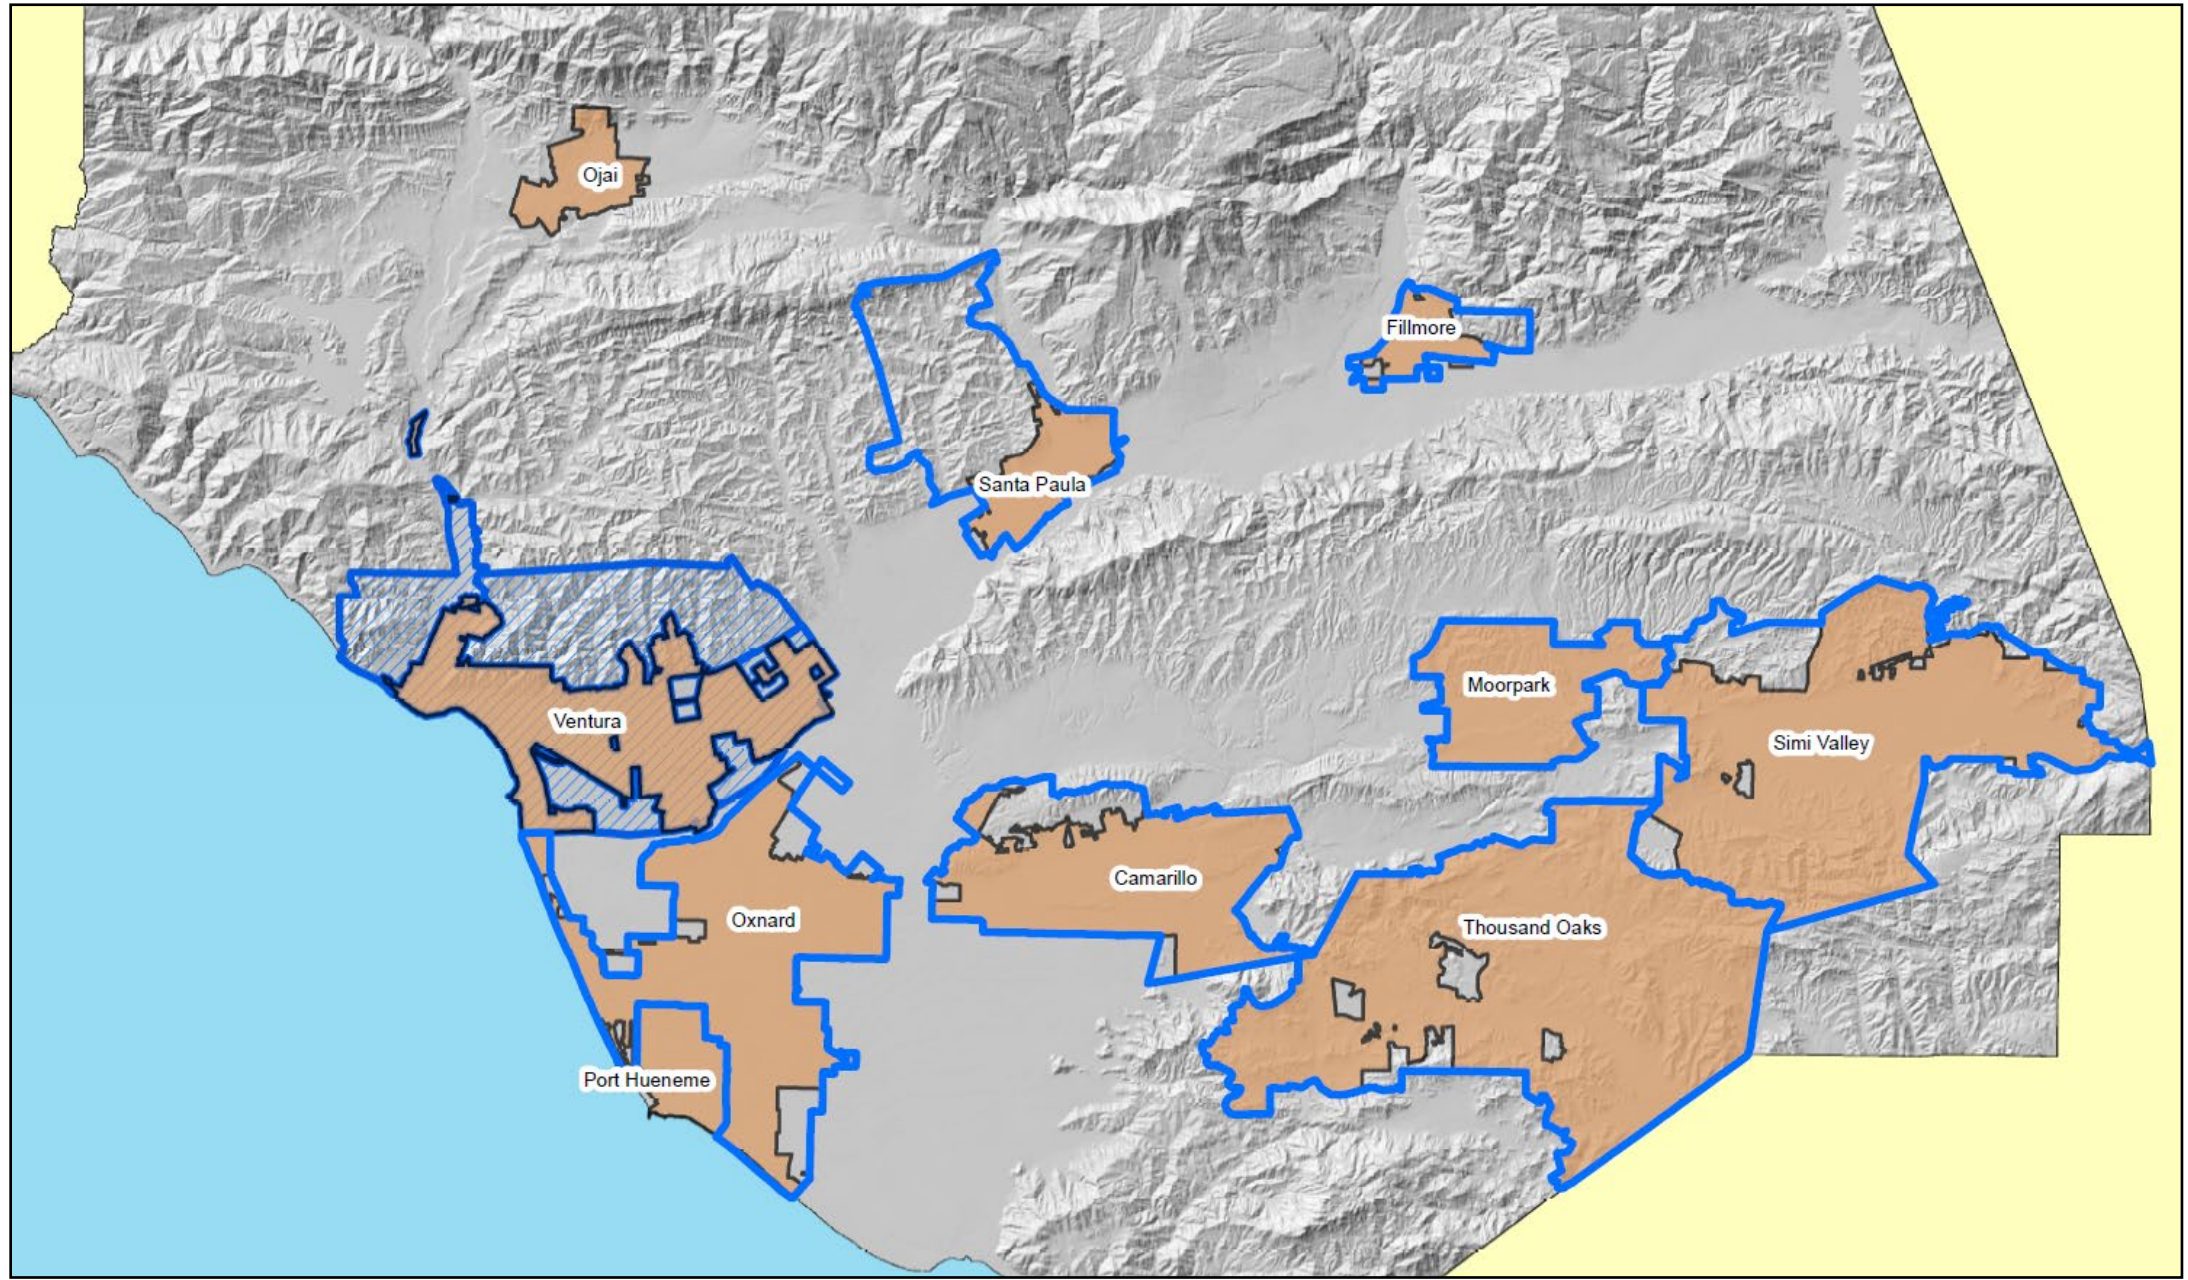 Ojai
Fillmore
Santa Paula
Moorpark
Ventura
Simi Valley
Camarillo
Oxnard
Thousand Oaks
Port Hueneme